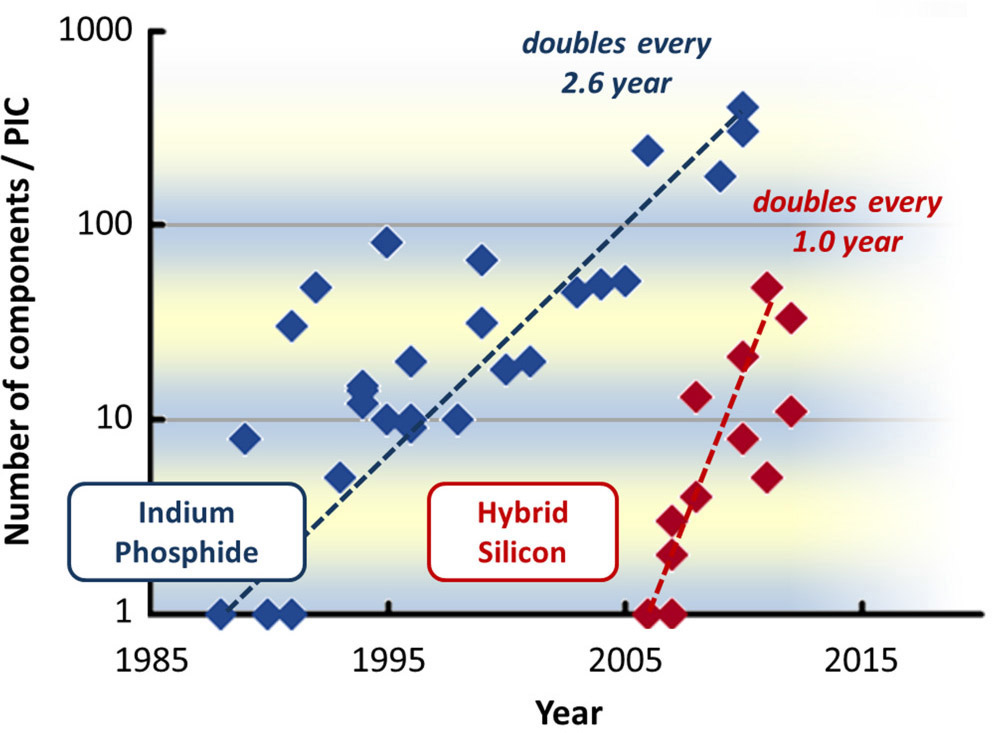 1000
doubles every
2.6 year
doubles every
1.0 year
100
10
Number of components / PIC
Indium
Phosphide
Hybrid
Silicon
1
1985
1995
2005
2015
Year